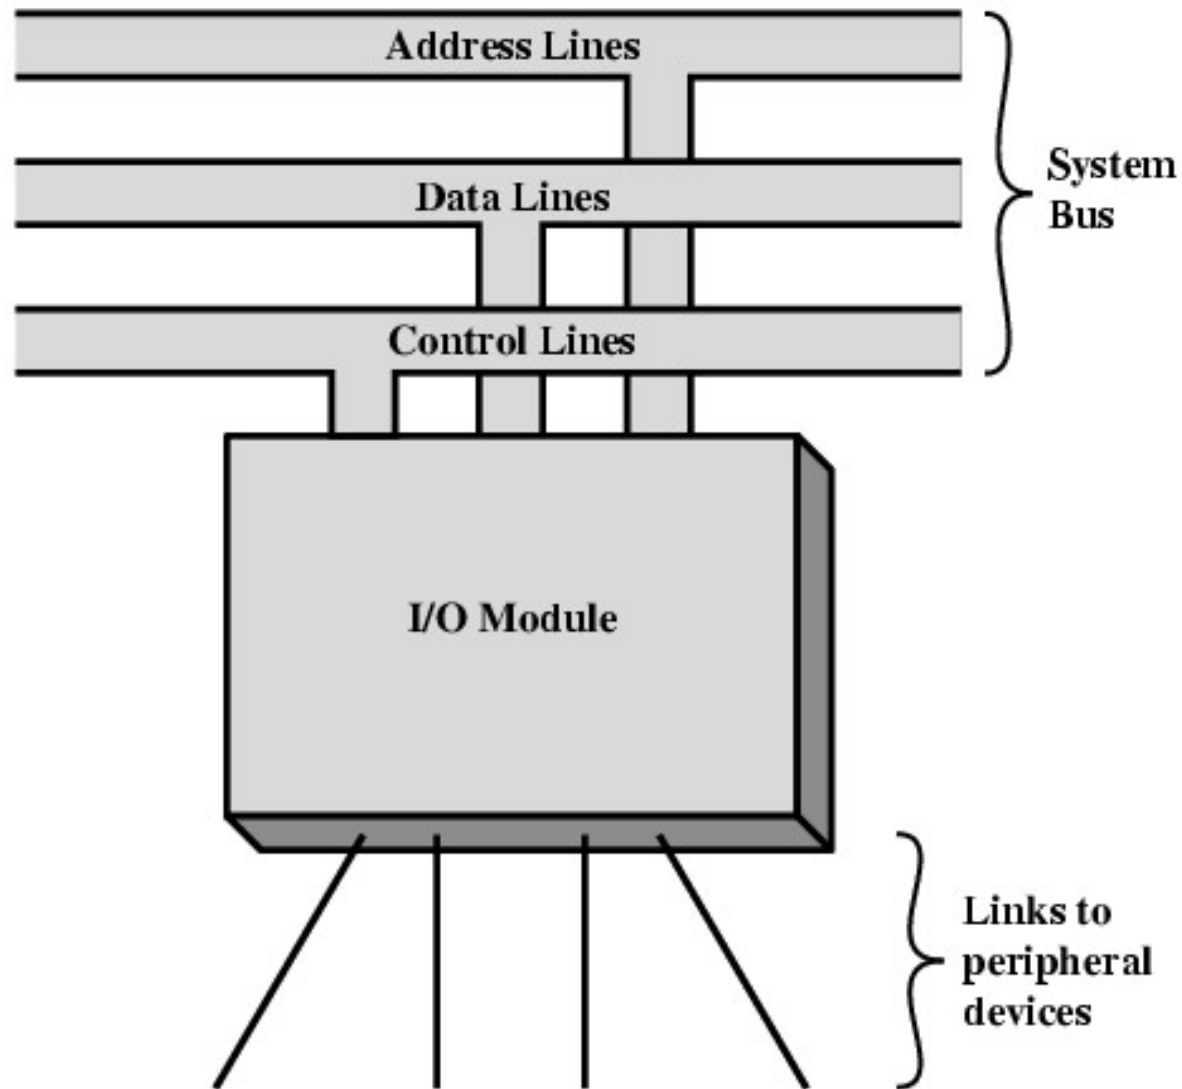 Address Lines
Data Lines
Control Lines
System
Bus
I/O Module
Links to
peripheral
devices